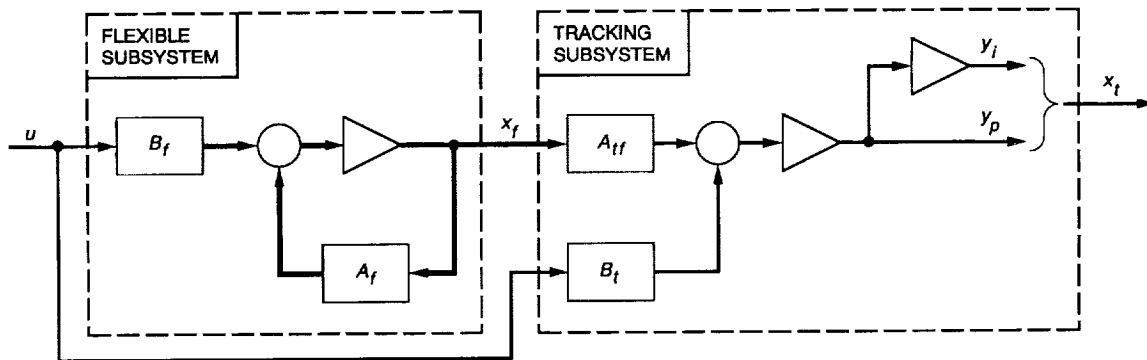 FLEXIBLE
SUBSYSTEM
TRACKING
SUBSYSTEM
y_i
x_t
u
B_f
x_f
A_tf
y_p
A_f
B_t